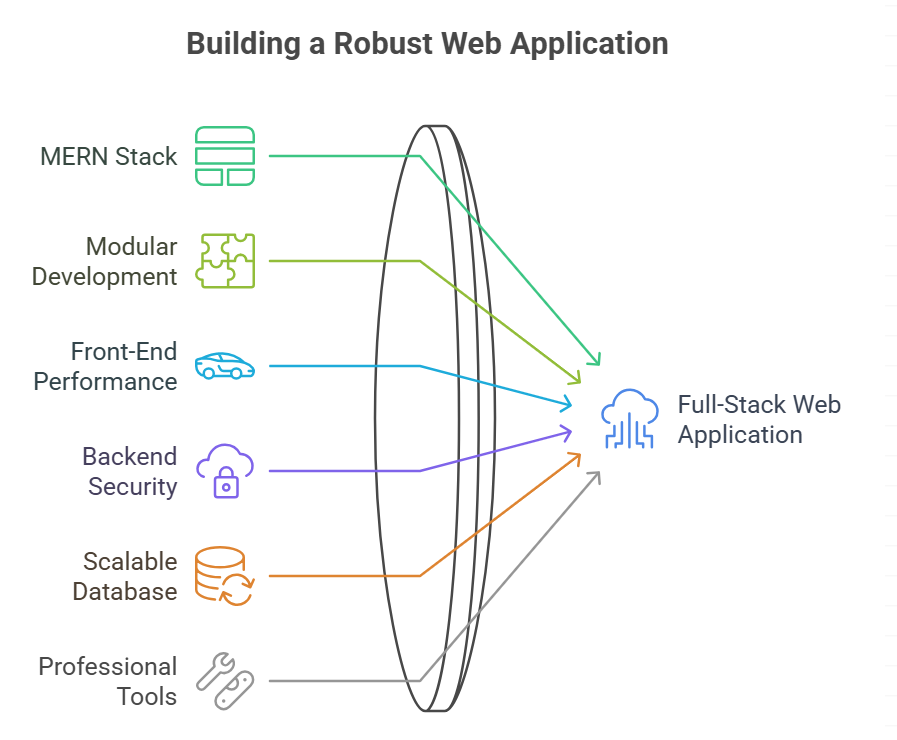 Building a Robust Web Application
MERN Stack
Modular
Development
Front-End
Performance
Backend
Security
Scalable
Database
Professional
Tools
Full-Stack Web
Application